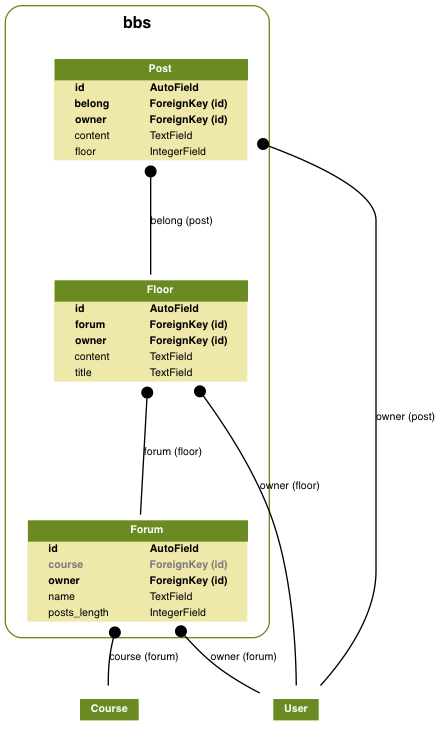 bbs
Post
id AutoField
belong ForeignKey (id)
owner ForeignKey (id)
content TextField
floor IntegerField
belong (post)
Floor
id AutoField
forum ForeignKey (id)
owner ForeignKey (id)
content TextField
title TextField
owner (post)
forum (floor)
owner (floor)
Forum
id AutoField
course ForeignKey (id)
owner ForeignKey (id)
name TextField
posts_length IntegerField
course (forum) owner (forum)
Course User